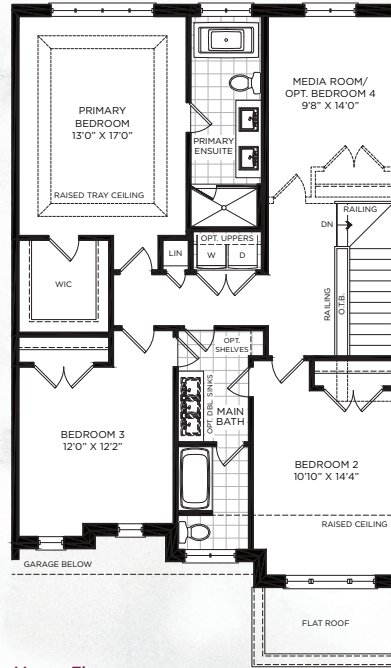 PRIMARY
BEDROOM
13'0" X 17'0"
RAISED TRAY CEILING
PRIMARY
ENSUITE
MEDIA ROOM/
OPT. BEDROOM 4
9'8" X 14'0"
RAILING
DN
RAILING
O.T.B.
OPT. UPPERS
W
D
LIN
WIC
OPT.
SHELVES
OPT. DBL SINKS
MAIN
BATH
BEDROOM 3
12'0" X 12'2"
BEDROOM 2
10'10" X 14'4"
RAISED CEILING
GARAGE BELOW
FLAT ROOF